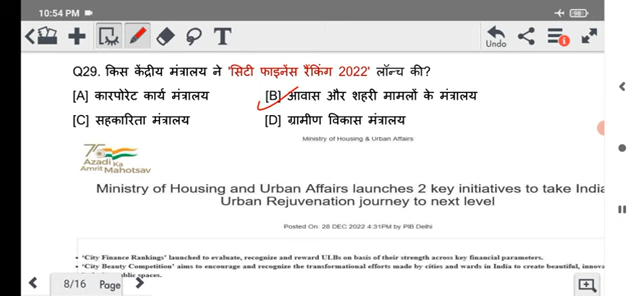 10:54 PM
98
Undo
Q29. किस केंद्रीय मंत्रालय ने 'सिटी फाइनेंस रैंकिंग 2022' लॉन्च की?
[A] कारपोरेट कार्य मंत्रालय [B] आवास और शहरी मामलों के मंत्रालय
[C] सहकारिता मंत्रालय [D] ग्रामीण विकास मंत्रालय
Ministry of Housing & Urban Affairs
Azadi Ka
Amrit Mahotsav
Ministry of Housing and Urban Affairs launches 2 key initiatives to take India
Urban Rejuvenation journey to next level
Posted On: 28 DEC 2022 4:31PM by PIB Delhi
• 'City Finance Rankings' launched to evaluate, recognize and reward ULBs on basis of their strength across key financial parameters.
• 'City Beauty Competition' aims to encourage and recognize the transformational efforts made by cities and wards in India to create beautiful, innova
public spaces.
8/16 Page